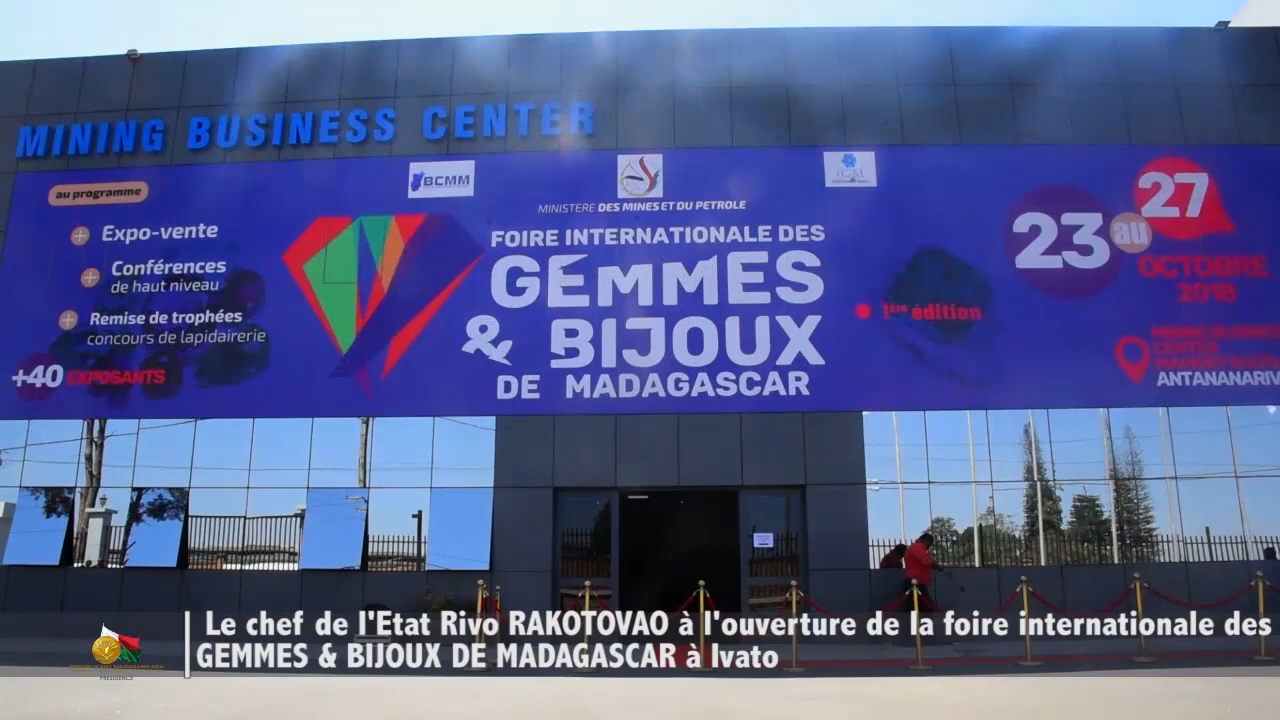 MINING BUSINESS CENTER
au programme
+ Expo-vente
+ Conférences
de haut niveau
+ Remise de trophées
concours de lapidairerie
+40 EXPOSANTS
BCMM
MINISTERE DES MINES ET DU PETROLE
FOIRE INTERNATIONALE DES
GEMMES
& BIJOUX
DE MADAGASCAR
1ère édition
23 au 27
OCTOBRE
2018
CENTER
ANTANANARIV
Le chef de l'Etat Rivo RAKOTOVAO à l'ouverture de la foire internationale des
GEMMES & BIJOUX DE MADAGASCAR à Ivato
PRESIDENCE